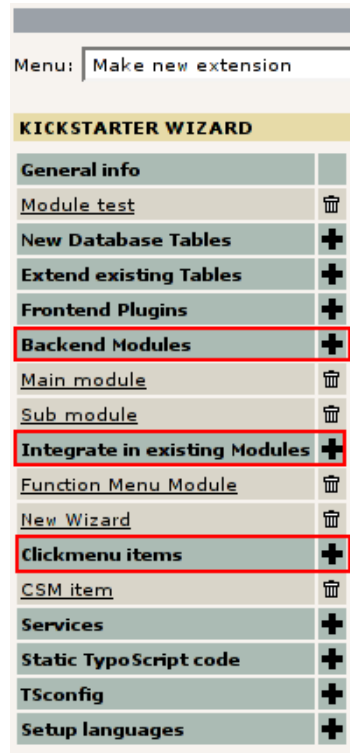 Menu: Make new extension
KICKSTARTER WIZARD
General info
Module test
New Database Tables
Extend existing Tables
Frontend Plugins
Backend Modules
Main module
Sub module
Integrate in existing Modules
Function Menu Module
New Wizard
Clickmenu items
CSM item
Services
Static TypoScript code
TSconfig
Setup languages